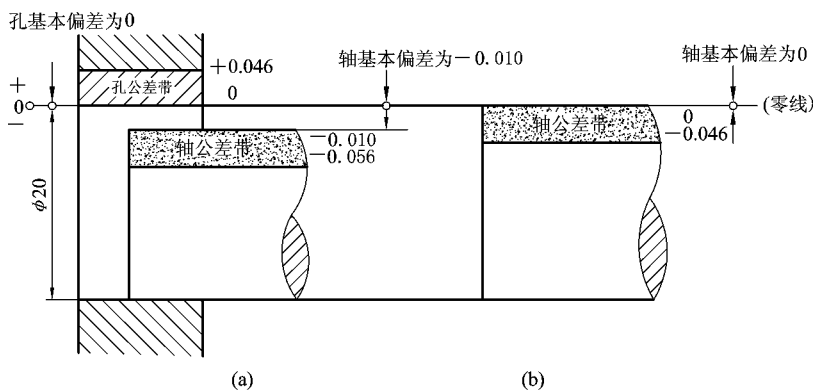 孔基本偏差为0
轴基本偏差为－0.010
轴基本偏差为0
＋0.046
孔公差带
0
＋
0
－
(零线)
－0.010
轴公差带
－0.056
0
轴公差带
－0.046
ϕ20
(a)
(b)